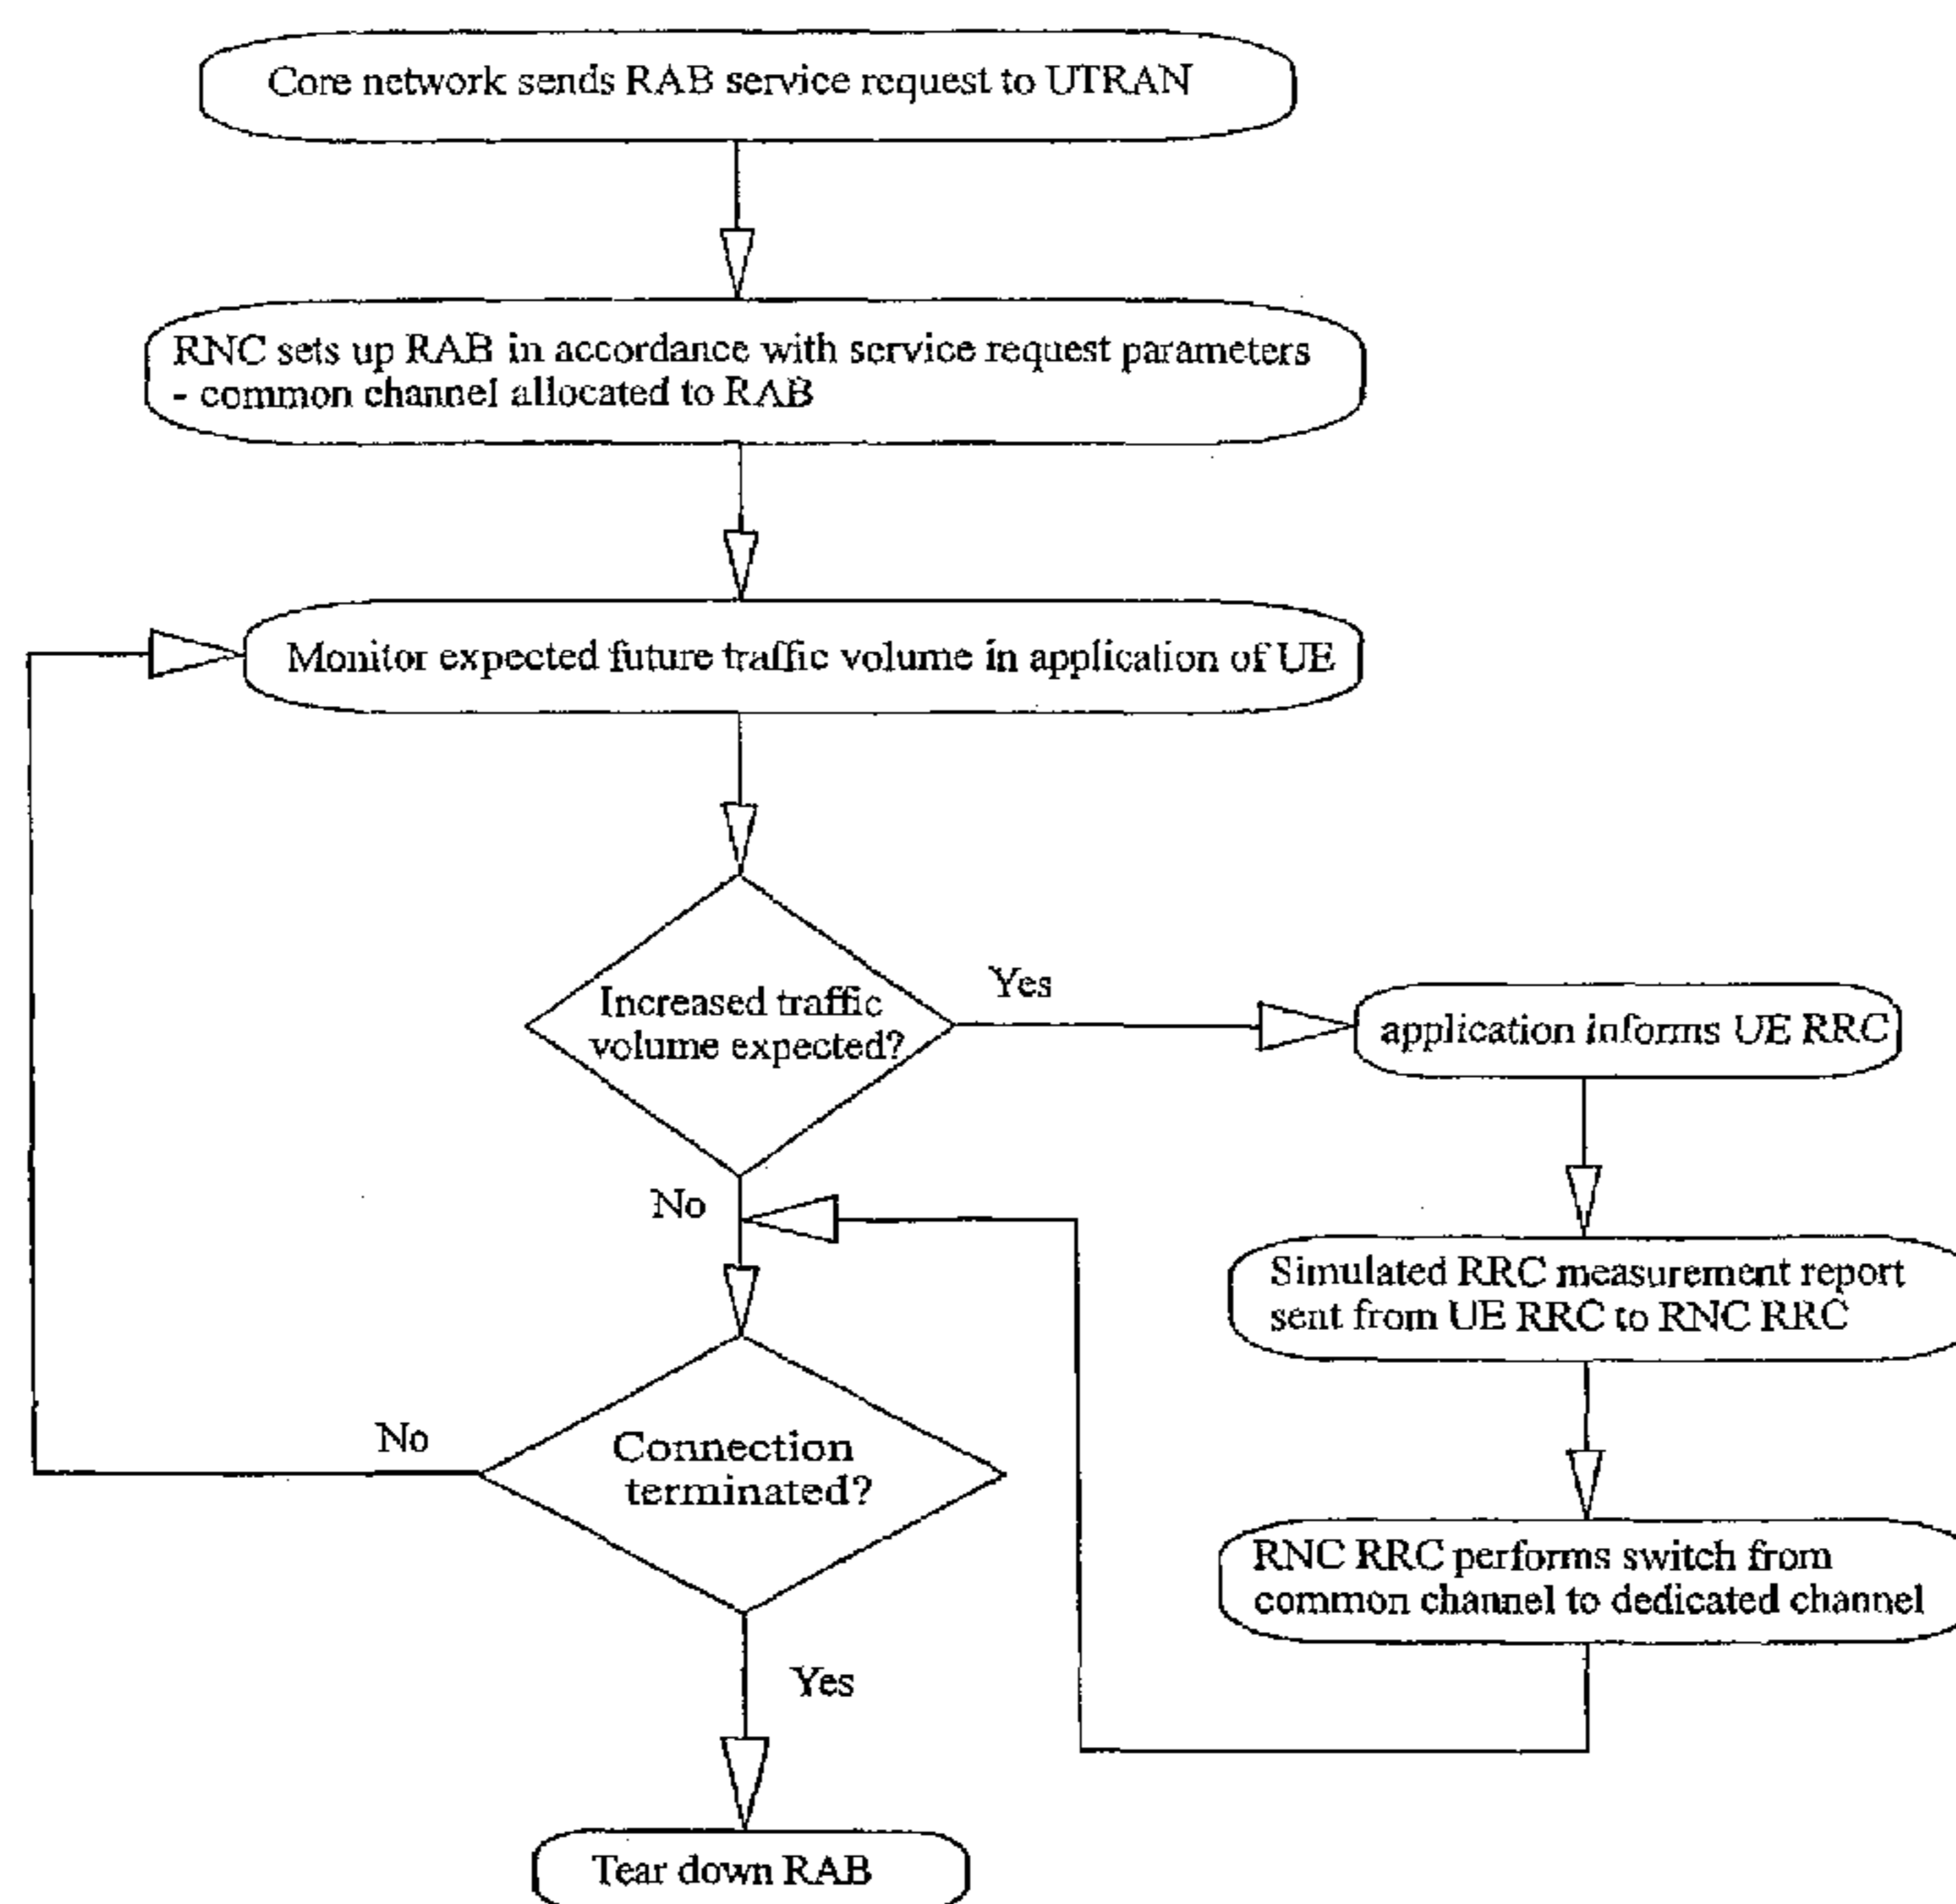 Core network sends RAB service request to UTRAN
RNC sets up RAB in accordance with service request parameters
- common channel allocated to RAB
Monitor expected future traffic volume in application of UE
Increased traffic
volume expected?
Yes
application informs UE RRC
No
Simulated RRC measurement report
sent from UE RRC to RNC RRC
No
Connection
terminated?
RNC RRC performs switch from
common channel to dedicated channel
Yes
Tear down RAB